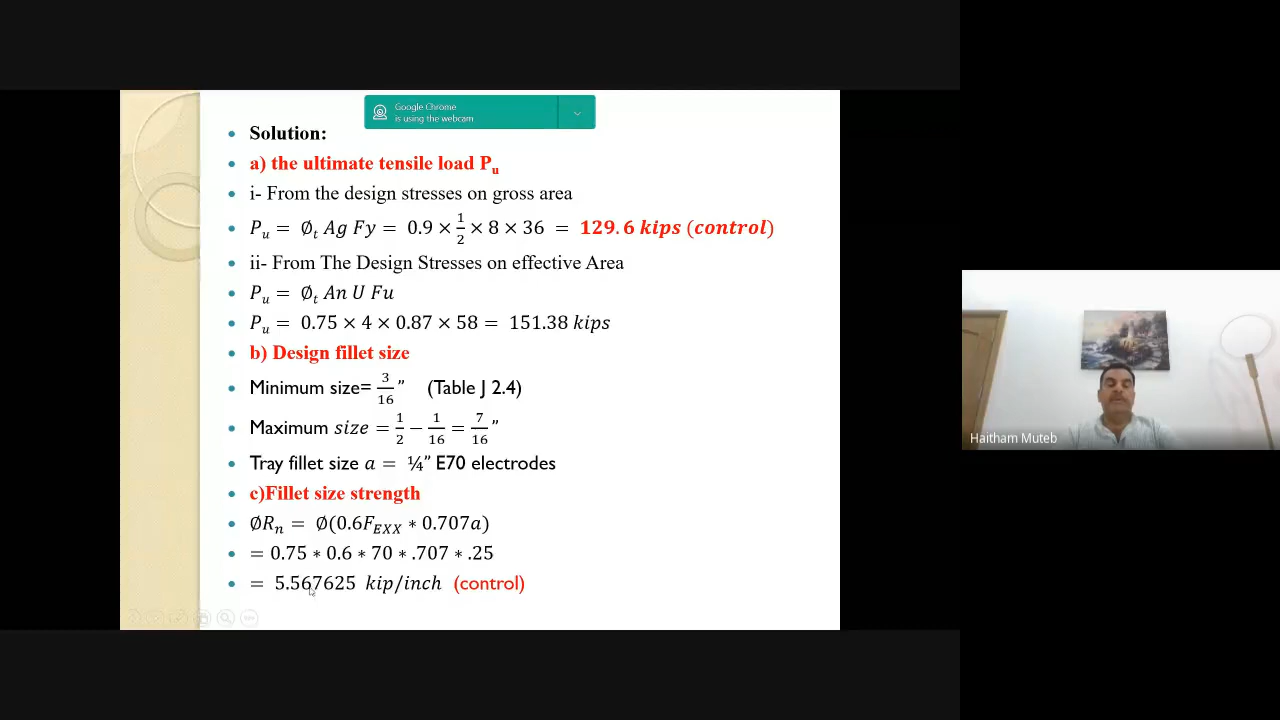 Google Chrome
is using the webcam
Solution:
a) the ultimate tensile load Pu
i- From the design stresses on gross area
Pu = ∅t Ag Fy = 0.9 × 1/2 × 8 × 36 = 129.6 kips (control)
ii- From The Design Stresses on effective Area
Pu = ∅t An U Fu
Pu = 0.75 × 4 × 0.87 × 58 = 151.38 kips
b) Design fillet size
Minimum size= 3/16 ” (Table J 2.4)
Maximum size = 1/2 − 1/16 = 7/16 ”
Tray fillet size a = ¼” E70 electrodes
c)Fillet size strength
∅Rn = ∅(0.6FEXX ∗ 0.707a)
= 0.75 ∗ 0.6 ∗ 70 ∗ .707 ∗ .25
= 5.567625 kip/inch (control)
Haitham Muteb